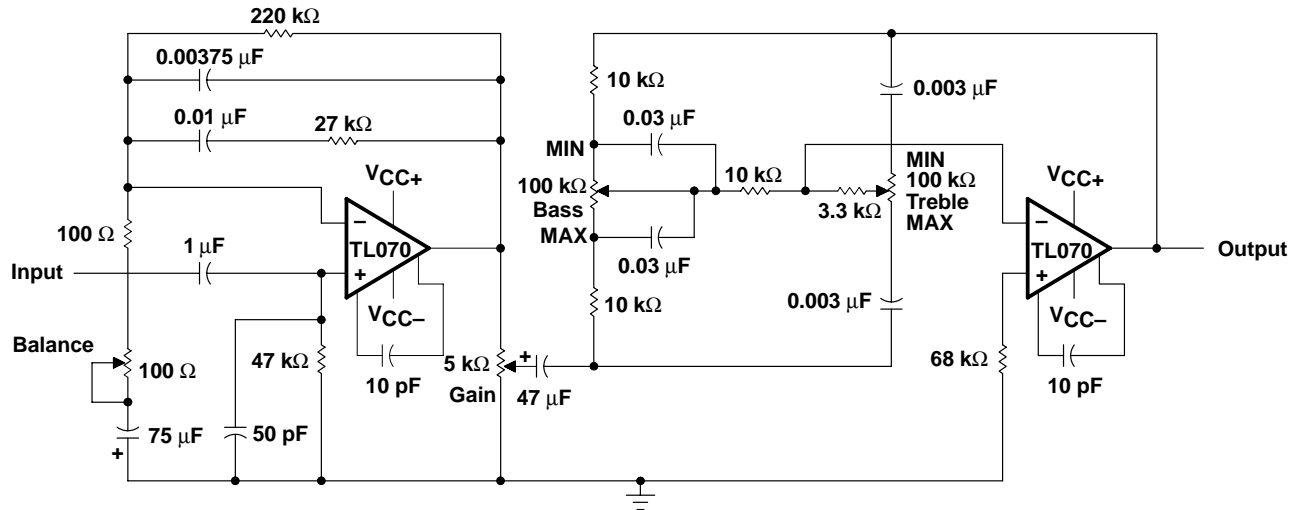 220 kΩ
0.00375 μF
0.01 μF
27 kΩ
100 Ω
1 μF
Input
VCC+
−
TL070
+
VCC−
Balance
100 Ω
47 kΩ
10 pF
75 μF
+
50 pF
5 kΩ
Gain
+
47 μF
10 kΩ
0.03 μF
MIN
100 kΩ
Bass
MAX
0.03 μF
10 kΩ
10 kΩ
0.003 μF
MIN
100 kΩ
Treble
MAX
3.3 kΩ
0.003 μF
VCC+
−
TL070
+
VCC−
Output
68 kΩ
10 pF